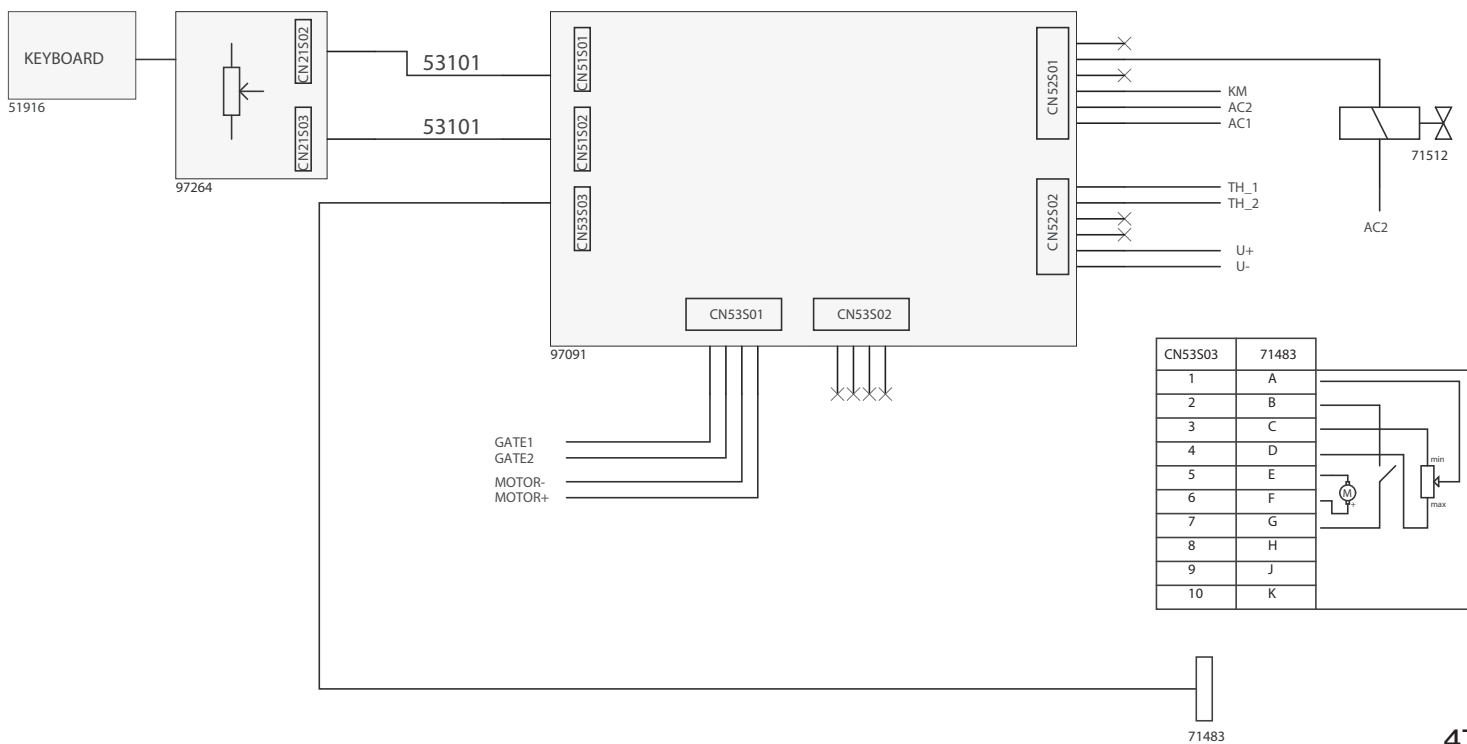 KEYBOARD
51916
CN21S02
CN21S03
97264
53101
53101
CN51S01
CN51S02
CN53S03
CN52S01
CN52S02
CN53S01
CN53S02
97091
KM
AC2
AC1
TH_1
TH_2
U+
U-
71512
AC2
GATE1
GATE2
MOTOR-
MOTOR+
CN53S03 71483
1 A
2 B
3 C
4 D
5 E
6 F
7 G
8 H
9 J
10 K
min
max
M
+
71483